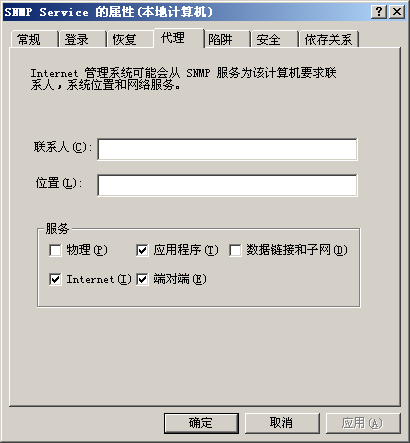 SNMP Service 的属性(本地计算机)
常规 登录 恢复 代理 陷阱 安全 依存关系
Internet 管理系统可能会从 SNMP 服务为该计算机要求联
系人，系统位置和网络服务。
联系人(C):
位置(L):
服务
物理(P) 应用程序(T) 数据链接和子网(D)
Internet(I) 端对端(E)
确定 取消 应用(A)